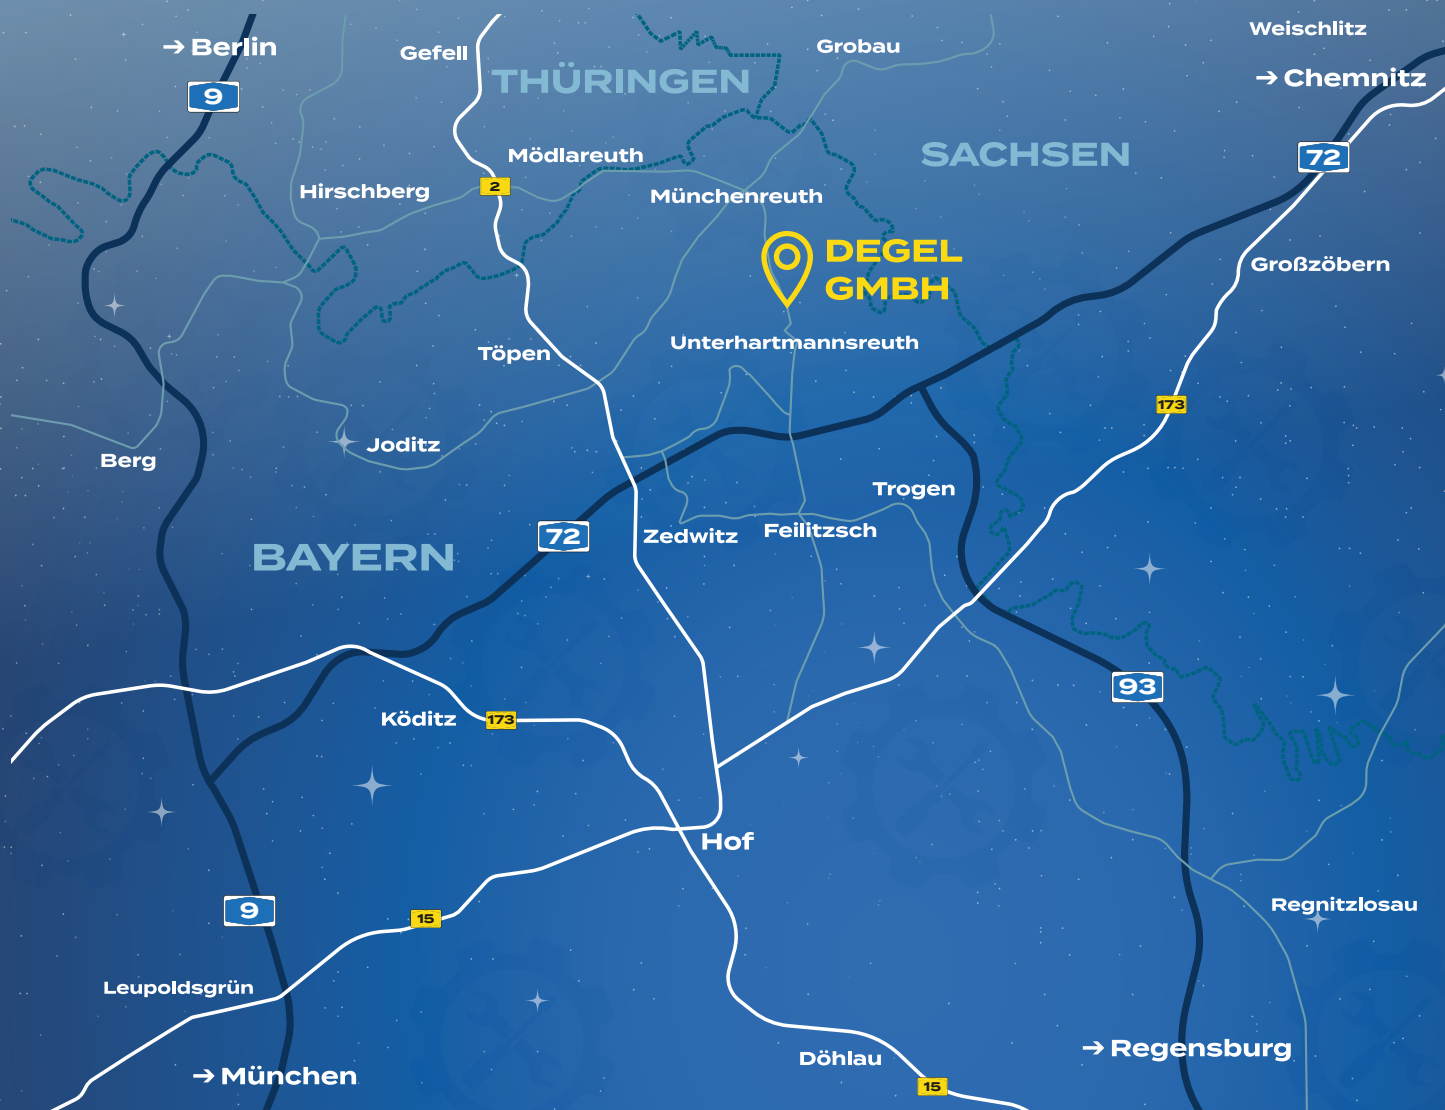 Weischlitz
→ Berlin
Gefell
Grobau
THÜRINGEN
→ Chemnitz
9
Mödlareuth
SACHSEN
72
Hirschberg
2
Münchenreuth
DEGEL
GMBH
Großzöbern
Unterhartmannsreuth
Töpen
173
Joditz
Berg
Trogen
72
Zedwitz
Feilitzsch
BAYERN
93
Köditz
173
Hof
9
15
Regnitzlosau
Leupoldsgrün
→ Regensburg
Döhlau
→ München
15